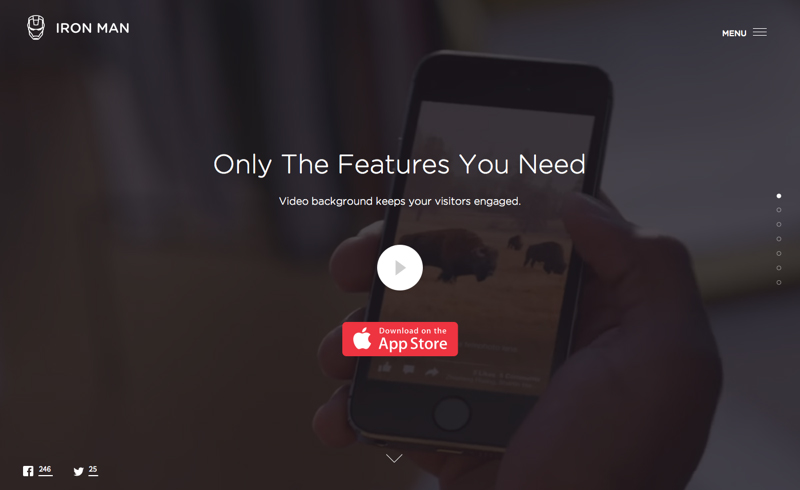 IRON MAN
MENU
Only The Features You Need
Video background keeps your visitors engaged.
Download on the
App Store
246
25